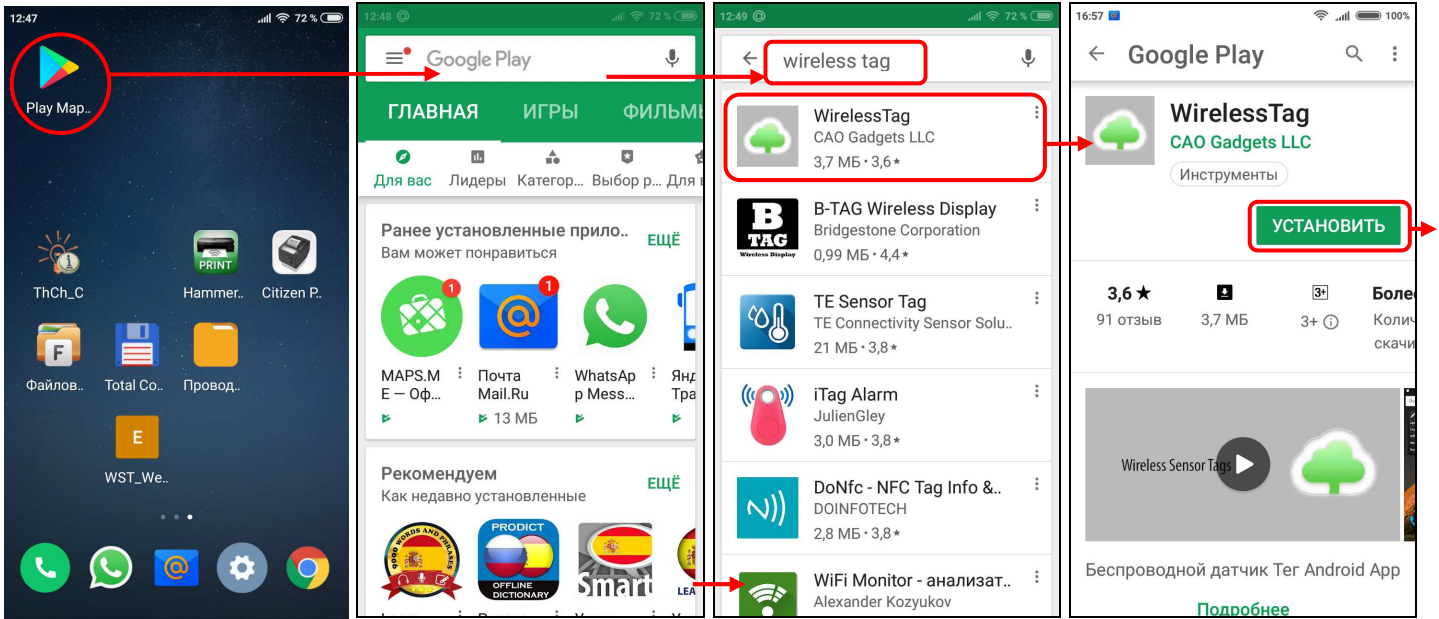 12:47
72 %
Play Map..
PRINT
ThCh_C
Hammer..
Citizen P..
F
Файлов..
Total Co..
Провод..
E
WST_We..
12:48 @
72 %
Google Play
ГЛАВНАЯ ИГРЫ ФИЛЬМЫ
Для вас Лидеры Категор... Выбор р... Для в
Ранее установленные прило..
ЕЩЁ
Вам может понравиться
1
1
MAPS.M
E — Оф...
Почта
Mail.Ru
13 МБ
WhatsAp
p Mess...
Янд
Тра
Рекомендуем
ЕЩЁ
Как недавно установленные
9000 WORDS AND PHRASES
PRODICT
OFFLINE
DICTIONARY
Smart
LEA
12:49 @
72 %
wireless tag
WirelessTag
CAO Gadgets LLC
3,7 МБ · 3,6★
B
TAG
Wireless Display
B-TAG Wireless Display
Bridgestone Corporation
0,99 МБ · 4,4★
TE Sensor Tag
TE Connectivity Sensor Solu..
21 МБ · 3,8★
iTag Alarm
JulienGley
3,0 МБ · 3,8★
DoNfc - NFC Tag Info &..
DOINFOTECH
2,8 МБ · 3,8★
WiFi Monitor - анализат..
Alexander Kozyukov
16:57
100%
Google Play
WirelessTag
CAO Gadgets LLC
Инструменты
УСТАНОВИТЬ
3,6 ★
91 отзыв
3,7 МБ
3+
3+
Боле
Колич
скачи
Wireless Sensor Tags
Беспроводной датчик Тег Android App
Подробнее